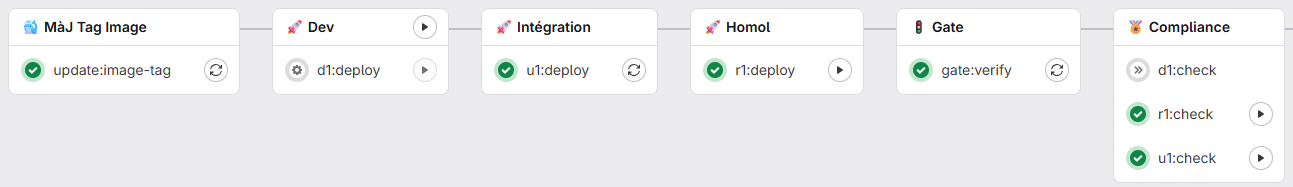 MàJ Tag Image
update:image-tag
Dev
d1:deploy
Intégration
u1:deploy
Homol
r1:deploy
Gate
gate:verify
Compliance
d1:check
r1:check
u1:check